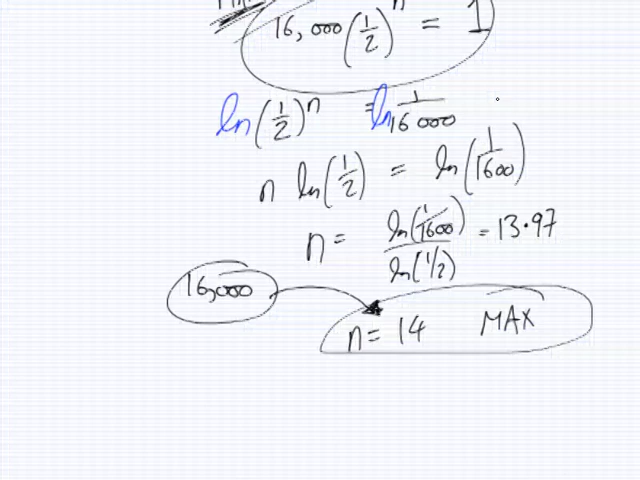 16,000(1/2)^n = 1
ln(1/2)^n = ln 1/16000
n ln(1/2) = ln(1/1600)
n = ln(1/1600)/ln(1/2) = 13.97
16,000
n = 14 MAX